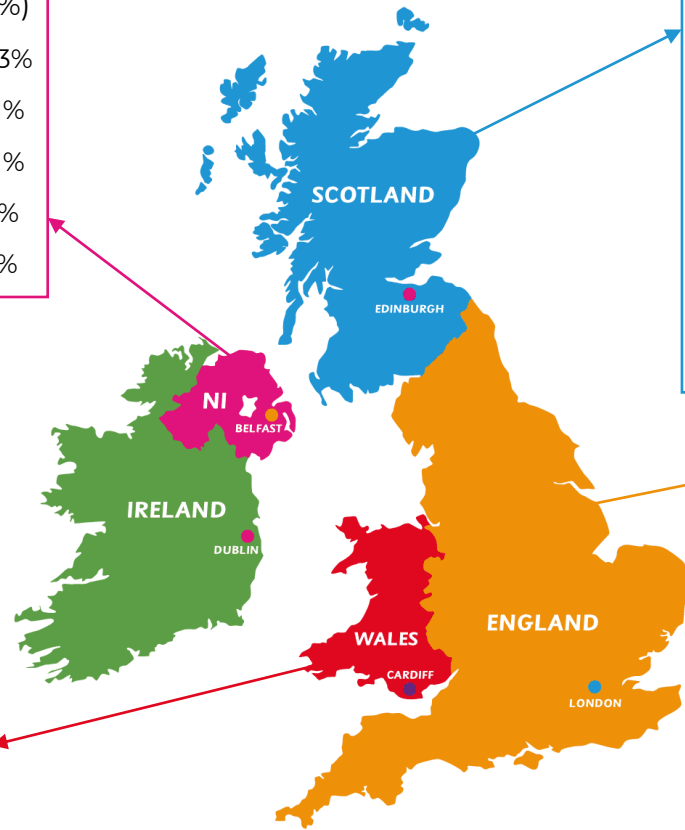 %)
3%
%
%
%
%
SCOTLAND
EDINBURGH
NI
BELFAST
IRELAND
DUBLIN
WALES
CARDIFF
ENGLAND
LONDON